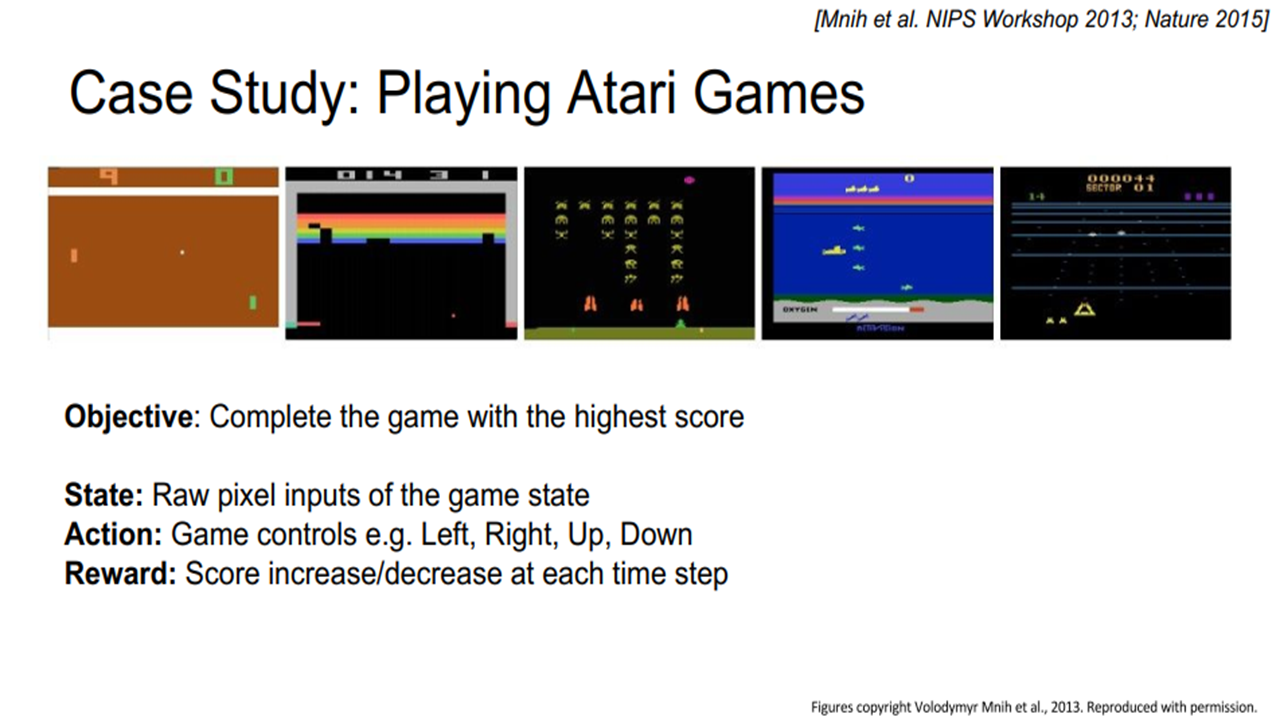 [Mnih et al. NIPS Workshop 2013; Nature 2015]
Case Study: Playing Atari Games
9 0
014 3 1
0
OXYGEN
ACTIVISION
000044
SECTOR 01
14
Objective: Complete the game with the highest score
State: Raw pixel inputs of the game state
Action: Game controls e.g. Left, Right, Up, Down
Reward: Score increase/decrease at each time step
Figures copyright Volodymyr Mnih et al., 2013. Reproduced with permission.